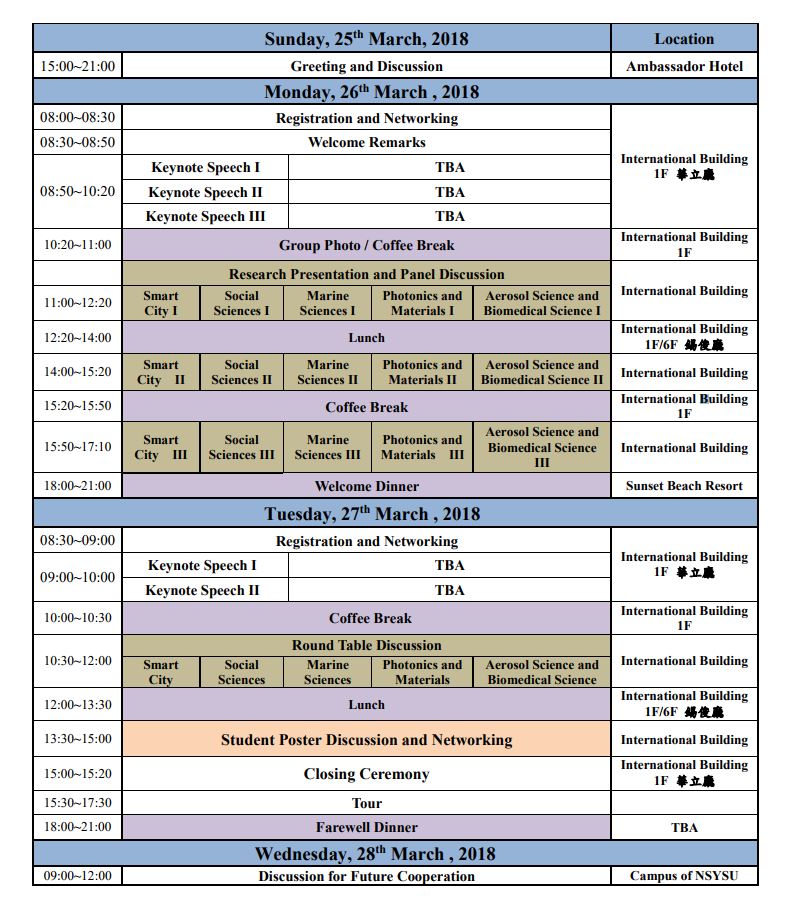 Sunday, 25th March, 2018 Location
15:00~21:00 Greeting and Discussion Ambassador Hotel
Monday, 26th March , 2018
08:00~08:30 Registration and Networking
08:30~08:50 Welcome Remarks
International Building
1F 華立廳
08:50~10:20
Keynote Speech I TBA
Keynote Speech II TBA
Keynote Speech III TBA
10:20~11:00 Group Photo / Coffee Break
International Building
1F
Research Presentation and Panel Discussion
International Building
11:00~12:20
Smart
City I
Social
Sciences I
Marine
Sciences I
Photonics and
Materials I
Aerosol Science and
Biomedical Science I
12:20~14:00 Lunch
International Building
1F/6F 錫俊廳
14:00~15:20
Smart
City II
Social
Sciences II
Marine
Sciences II
Photonics and
Materials II
Aerosol Science and
Biomedical Science II
International Building
15:20~15:50 Coffee Break
International Building
1F
15:50~17:10
Smart
City III
Social
Sciences III
Marine
Sciences III
Photonics and
Materials III
Aerosol Science and
Biomedical Science
III
International Building
18:00~21:00 Welcome Dinner Sunset Beach Resort
Tuesday, 27th March , 2018
08:30~09:00 Registration and Networking
International Building
1F 華立廳
09:00~10:00
Keynote Speech I TBA
Keynote Speech II TBA
10:00~10:30 Coffee Break
International Building
1F
10:30~12:00
Round Table Discussion
Smart
City
Social
Sciences
Marine
Sciences
Photonics and
Materials
Aerosol Science and
Biomedical Science
International Building
12:00~13:30 Lunch
International Building
1F/6F 錫俊廳
13:30~15:00 Student Poster Discussion and Networking International Building
15:00~15:20 Closing Ceremony
International Building
1F 華立廳
15:30~17:30 Tour
18:00~21:00 Farewell Dinner TBA
Wednesday, 28th March , 2018
09:00~12:00 Discussion for Future Cooperation Campus of NSYSU